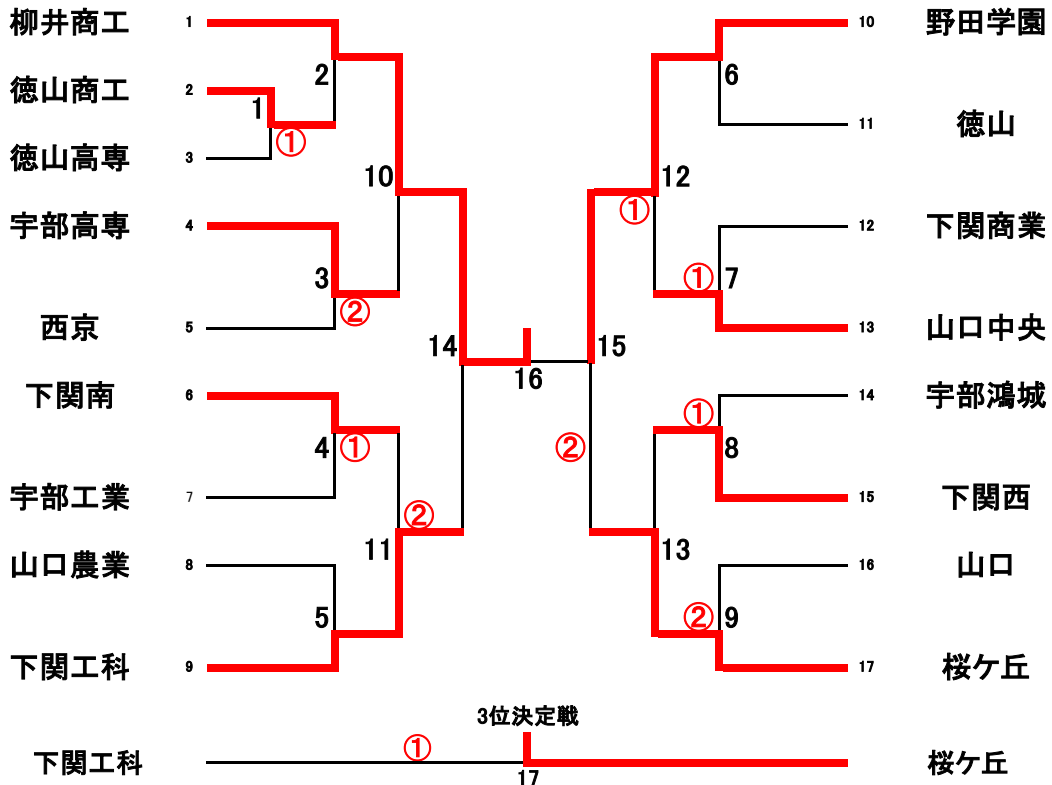 柳井商工 1 10 野田学園
2 6
徳山商工 2
1 ① 11 徳山
徳山高専 3
10 12
宇部高専 4 ① 12 下関商業
3 ① 7
②
西京 5 13 山口中央
14 15
16
下関南 6 14 宇部鴻城
①
4 ① ② 8
宇部工業 7 15 下関西
②
11 13
山口農業 8 16 山口
5 ② 9
下関工科 9 17 桜ケ丘
3位決定戦
下関工科 ① 桜ケ丘
17